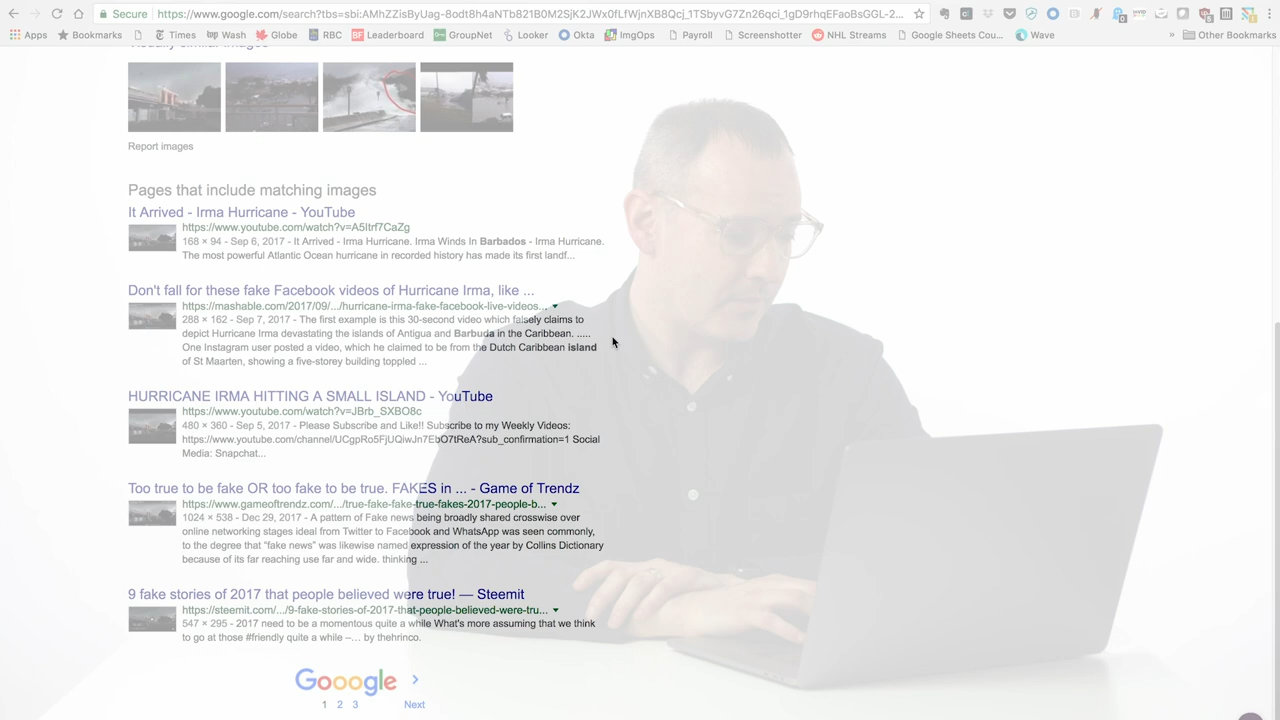 Secure https://www.google.com/search?tbs=sbi:AMhZZisByUag-8odt8h4aNTb821B0M2SjK2JWx0fLfWjnXB8Qcj_1TSbyvG7Zn26qci_1gD9rhqEFaoBsGGL-2...
Apps Bookmarks Times Wash Globe RBC Leaderboard GroupNet Looker Okta ImgOps Payroll Screenshotter NHL Streams Google Sheets Cou... Wave » Other Bookmarks
Visually similar images
Report images
Pages that include matching images
It Arrived - Irma Hurricane - YouTube
https://www.youtube.com/watch?v=A5Itrf7CaZg
168 × 94 - Sep 6, 2017 - It Arrived - Irma Hurricane. Irma Winds In Barbados - Irma Hurricane.
The most powerful Atlantic Ocean hurricane in recorded history has made its first landf...
Don't fall for these fake Facebook videos of Hurricane Irma, like ...
https://mashable.com/2017/09/.../hurricane-irma-fake-facebook-live-videos...
288 × 162 - Sep 7, 2017 - The first example is this 30-second video which falsely claims to
depict Hurricane Irma devastating the islands of Antigua and Barbuda in the Caribbean. .....
One Instagram user posted a video, which he claimed to be from the Dutch Caribbean island
of St Maarten, showing a five-storey building toppled ...
HURRICANE IRMA HITTING A SMALL ISLAND - YouTube
https://www.youtube.com/watch?v=JBrb_SXBO8c
480 × 360 - Sep 5, 2017 - Please Subscribe and Like!! Subscribe to my Weekly Videos:
https://www.youtube.com/channel/UCgpRo5FjUQiwJn7EbO7tReA?sub_confirmation=1 Social
Media: Snapchat...
Too true to be fake OR too fake to be true. FAKES in ... - Game of Trendz
https://www.gameoftrendz.com/.../true-fake-fake-true-fakes-2017-people-b...
1024 × 538 - Dec 29, 2017 - A pattern of Fake news being broadly shared crosswise over
online networking stages ideal from Twitter to Facebook and WhatsApp was seen commonly,
to the degree that "fake news" was likewise named expression of the year by Collins Dictionary
because of its far reaching use far and wide. thinking ...
9 fake stories of 2017 that people believed were true! — Steemit
https://steemit.com/.../9-fake-stories-of-2017-that-people-believed-were-tru...
547 × 295 - 2017 need to be a momentous quite a while What's more assuming that we think
to go at those #friendly quite a while –... by thehrinco.
Gooogle
1 2 3 Next